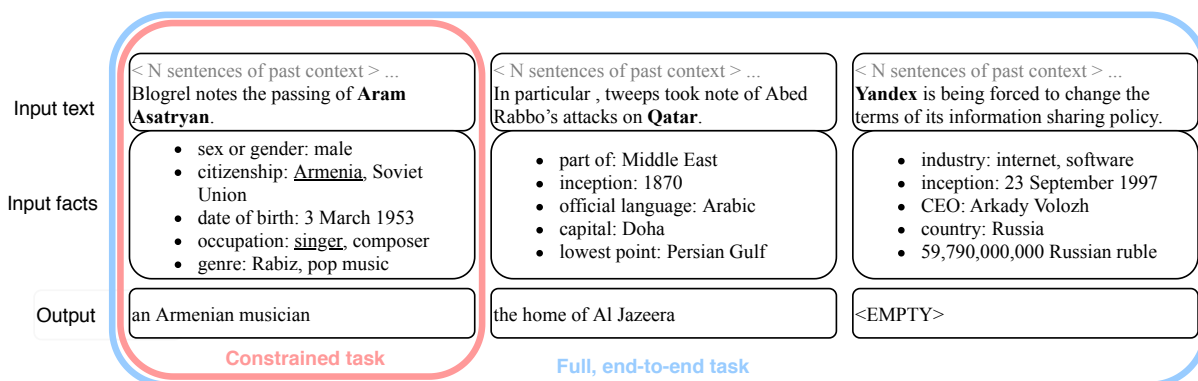 Input text
< N sentences of past context > ...
Blogrel notes the passing of Aram
Asatryan.
< N sentences of past context > ...
In particular , tweeps took note of Abed
Rabbo's attacks on Qatar.
< N sentences of past context > ...
Yandex is being forced to change the
terms of its information sharing policy.
Input facts
• sex or gender: male
• citizenship: Armenia, Soviet
Union
• date of birth: 3 March 1953
• occupation: singer, composer
• genre: Rabiz, pop music
• part of: Middle East
• inception: 1870
• official language: Arabic
• capital: Doha
• lowest point: Persian Gulf
• industry: internet, software
• inception: 23 September 1997
• CEO: Arkady Volozh
• country: Russia
• 59,790,000,000 Russian ruble
Output
an Armenian musician
the home of Al Jazeera
<EMPTY>
Constrained task
Full, end-to-end task